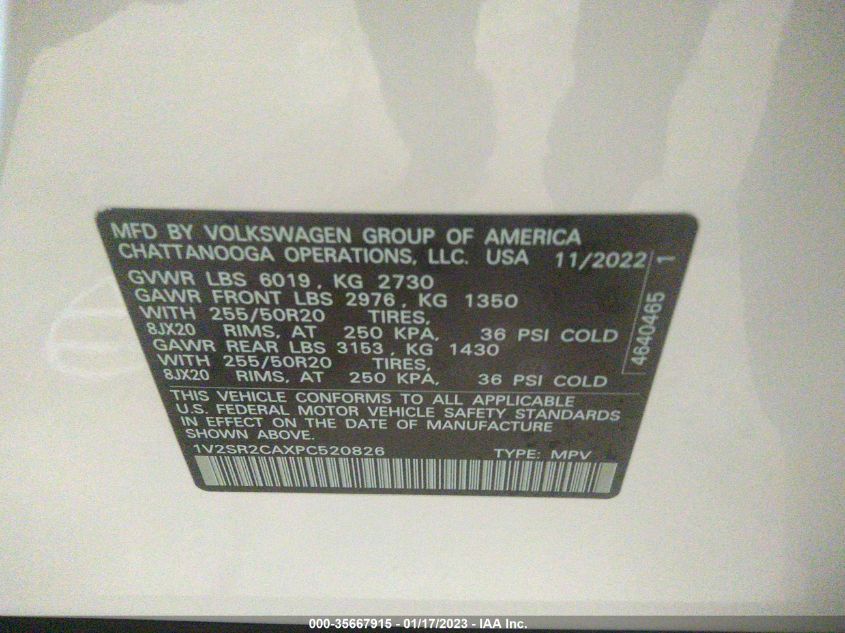 MFD BY VOLKSWAGEN GROUP OF AMERICA
CHATTANOOGA OPERATIONS, LLC. USA 11/2022
GVWR LBS 6019, KG 2730
GAWR FRONT LBS 2976, KG 1350
WITH 255/50R20 TIRES,
8JX20 RIMS, AT 250 KPA, 36 PSI COLD
GAWR REAR LBS 3153, KG 1430
WITH 255/50R20 TIRES,
8JX20 RIMS, AT 250 KPA, 36 PSI COLD
4640465 1
THIS VEHICLE CONFORMS TO ALL APPLICABLE
U.S. FEDERAL MOTOR VEHICLE SAFETY STANDARDS
IN EFFECT ON THE DATE OF MANUFACTURE
SHOWN ABOVE.
1V2SR2CAXPC520826 TYPE: MPV
000-35667915 - 01/17/2023 - IAA Inc.